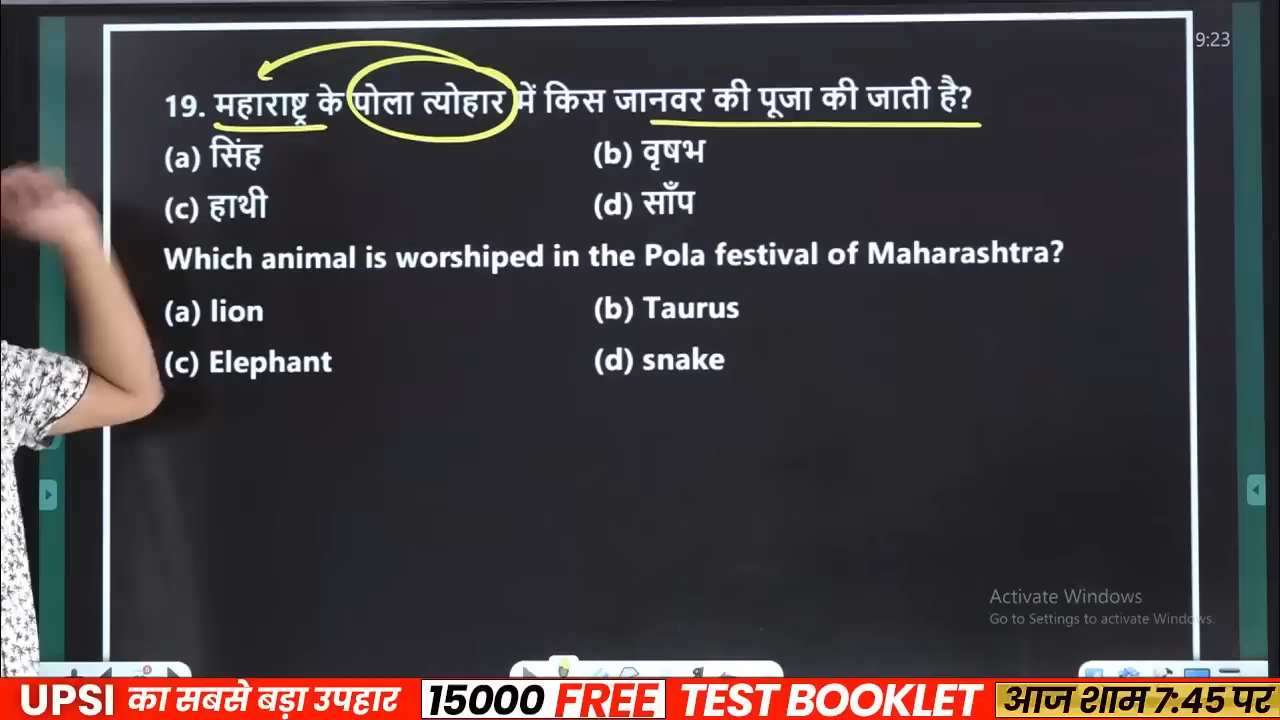 9:23
19. महाराष्ट्र के पोला त्योहार में किस जानवर की पूजा की जाती है?
(a) सिंह (b) वृषभ
(c) हाथी (d) साँप
Which animal is worshiped in the Pola festival of Maharashtra?
(a) lion (b) Taurus
(c) Elephant (d) snake
Activate Windows
Go to Settings to activate Windows.
UPSI का सबसे बड़ा उपहार 15000 FREE TEST BOOKLET आज शाम 7:45 पर